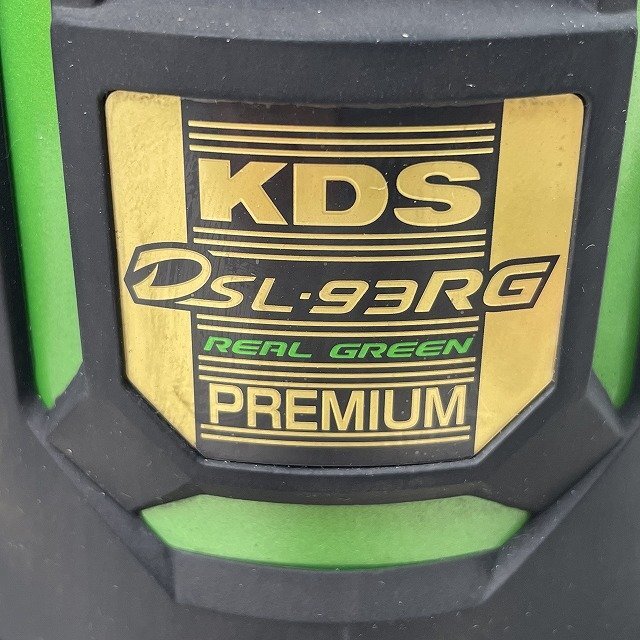 KDS
DSL·93RG
REAL GREEN
PREMIUM